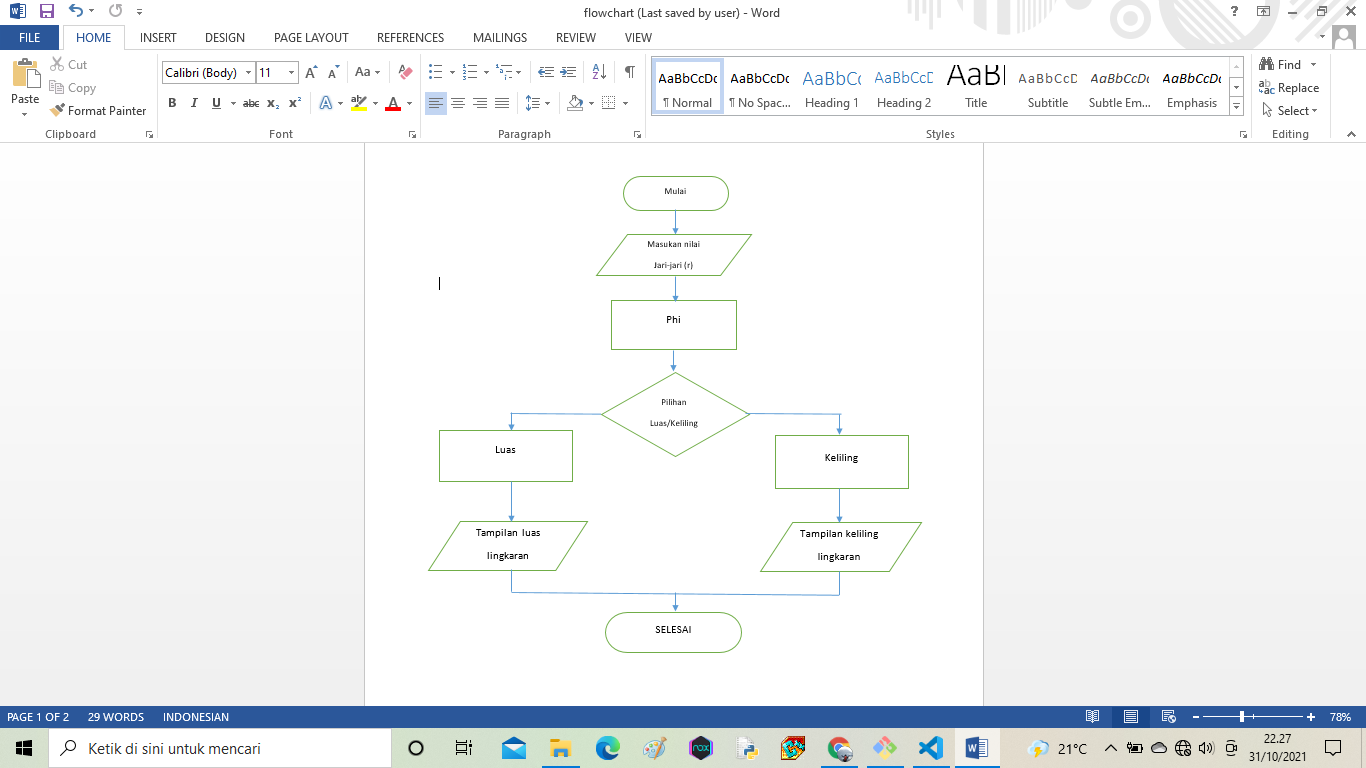 flowchart (Last saved by user) - Word
FILE
HOME
INSERT
DESIGN
PAGE LAYOUT
REFERENCES
MAILINGS
REVIEW
VIEW
Paste
Cut
Copy
Format Painter
Clipboard
Calibri (Body)
11
Font
Paragraph
AaBbCcDc
¶ Normal
AaBbCcDc
¶ No Spac...
AaBbCc
Heading 1
AaBbCcD
Heading 2
AaBl
Title
AaBbCcD
Subtitle
AaBbCcDc
Subtle Em...
AaBbCcDc
Emphasis
Styles
Find
Replace
Select
Editing
Mulai
Masukan nilai
Jari-jari (r)
Phi
Pilihan
Luas/Keliling
Luas
Keliling
Tampilan luas
lingkaran
Tampilan keliling
lingkaran
SELESAI
PAGE 1 OF 2
29 WORDS
INDONESIAN
78%
Ketik di sini untuk mencari
21°C
22.27
31/10/2021